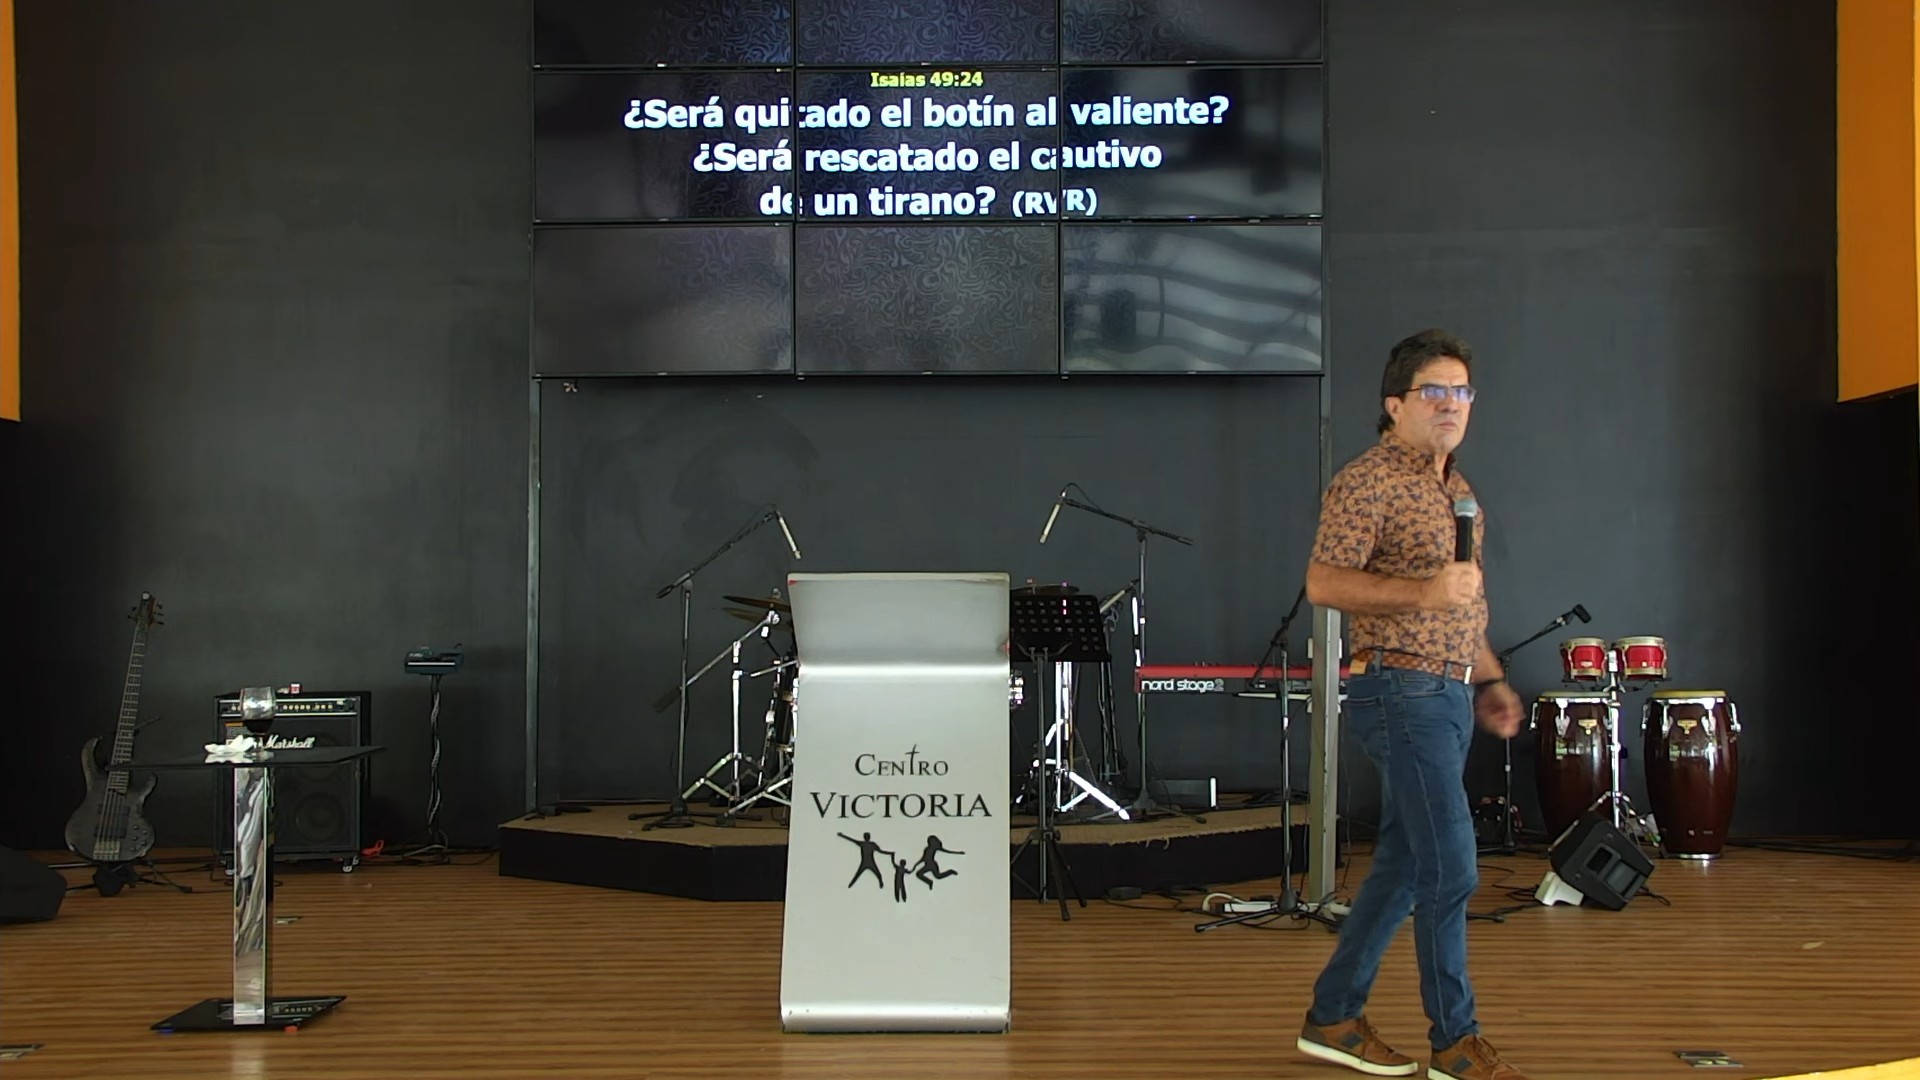 Isaías 49:24
¿Será quitado el botín al valiente?
¿Será rescatado el cautivo
de un tirano? (RVR)
Marshall
nord stage 2
CENTRO
VICTORIA